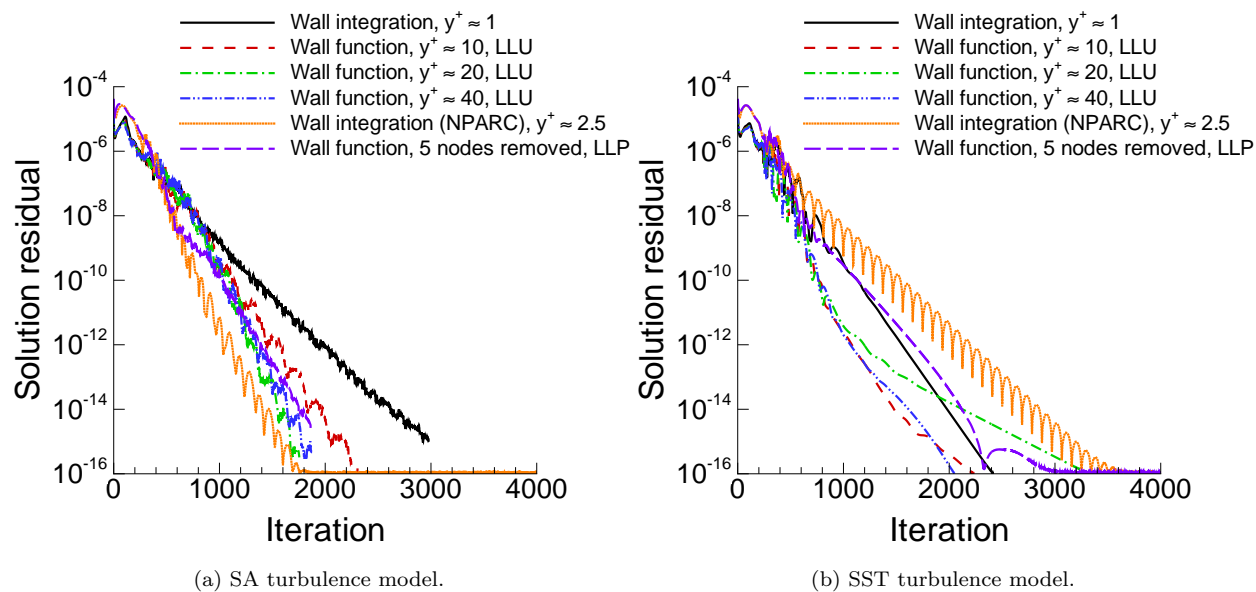 Wall integration, y+ ≈ 1
Wall function, y+ ≈ 10, LLU
Wall function, y+ ≈ 20, LLU
Wall function, y+ ≈ 40, LLU
Wall integration (NPARC), y+ ≈ 2.5
Wall function, 5 nodes removed, LLP
Solution residual
10-4
10-6
10-8
10-10
10-12
10-14
10-16
0 1000 2000 3000 4000
Iteration
(a) SA turbulence model.
Wall integration, y+ ≈ 1
Wall function, y+ ≈ 10, LLU
Wall function, y+ ≈ 20, LLU
Wall function, y+ ≈ 40, LLU
Wall integration (NPARC), y+ ≈ 2.5
Wall function, 5 nodes removed, LLP
Solution residual
10-4
10-6
10-8
10-10
10-12
10-14
10-16
0 1000 2000 3000 4000
Iteration
(b) SST turbulence model.